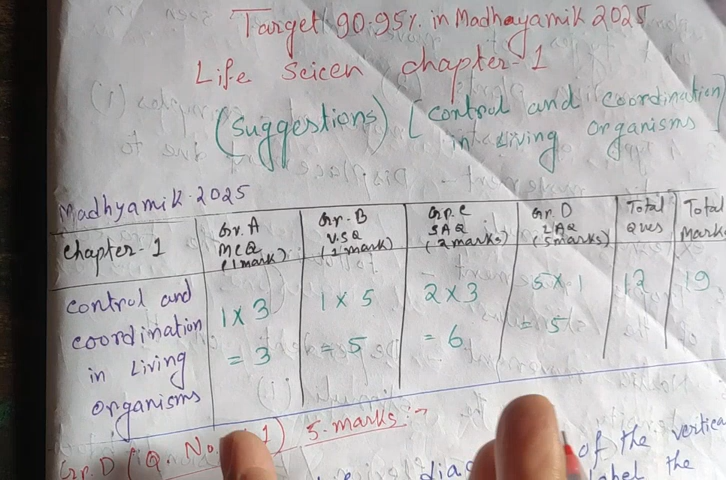 Target 90-95% in Madhayamik 2025
Life Seicen chapter-1
(Suggestions) [control and coordination]
in Living organisms
Madhyamik-2025
chapter-1
Gr. A
MCQ
(1 mark)
Gr. B
V.S.Q
(1 mark)
Gr. C
SAQ
(2 marks)
Gr. D
LAQ
(5 marks)
Total
Ques
Total
Mark
control and
coordination
in Living
organisms
1 x 3
= 3
1 x 5
= 5
2 x 3
= 6
5 x 1
= 5
12
19
Gr. D (Q. No. 1) 5 marks:-
diag of the vertica
label the